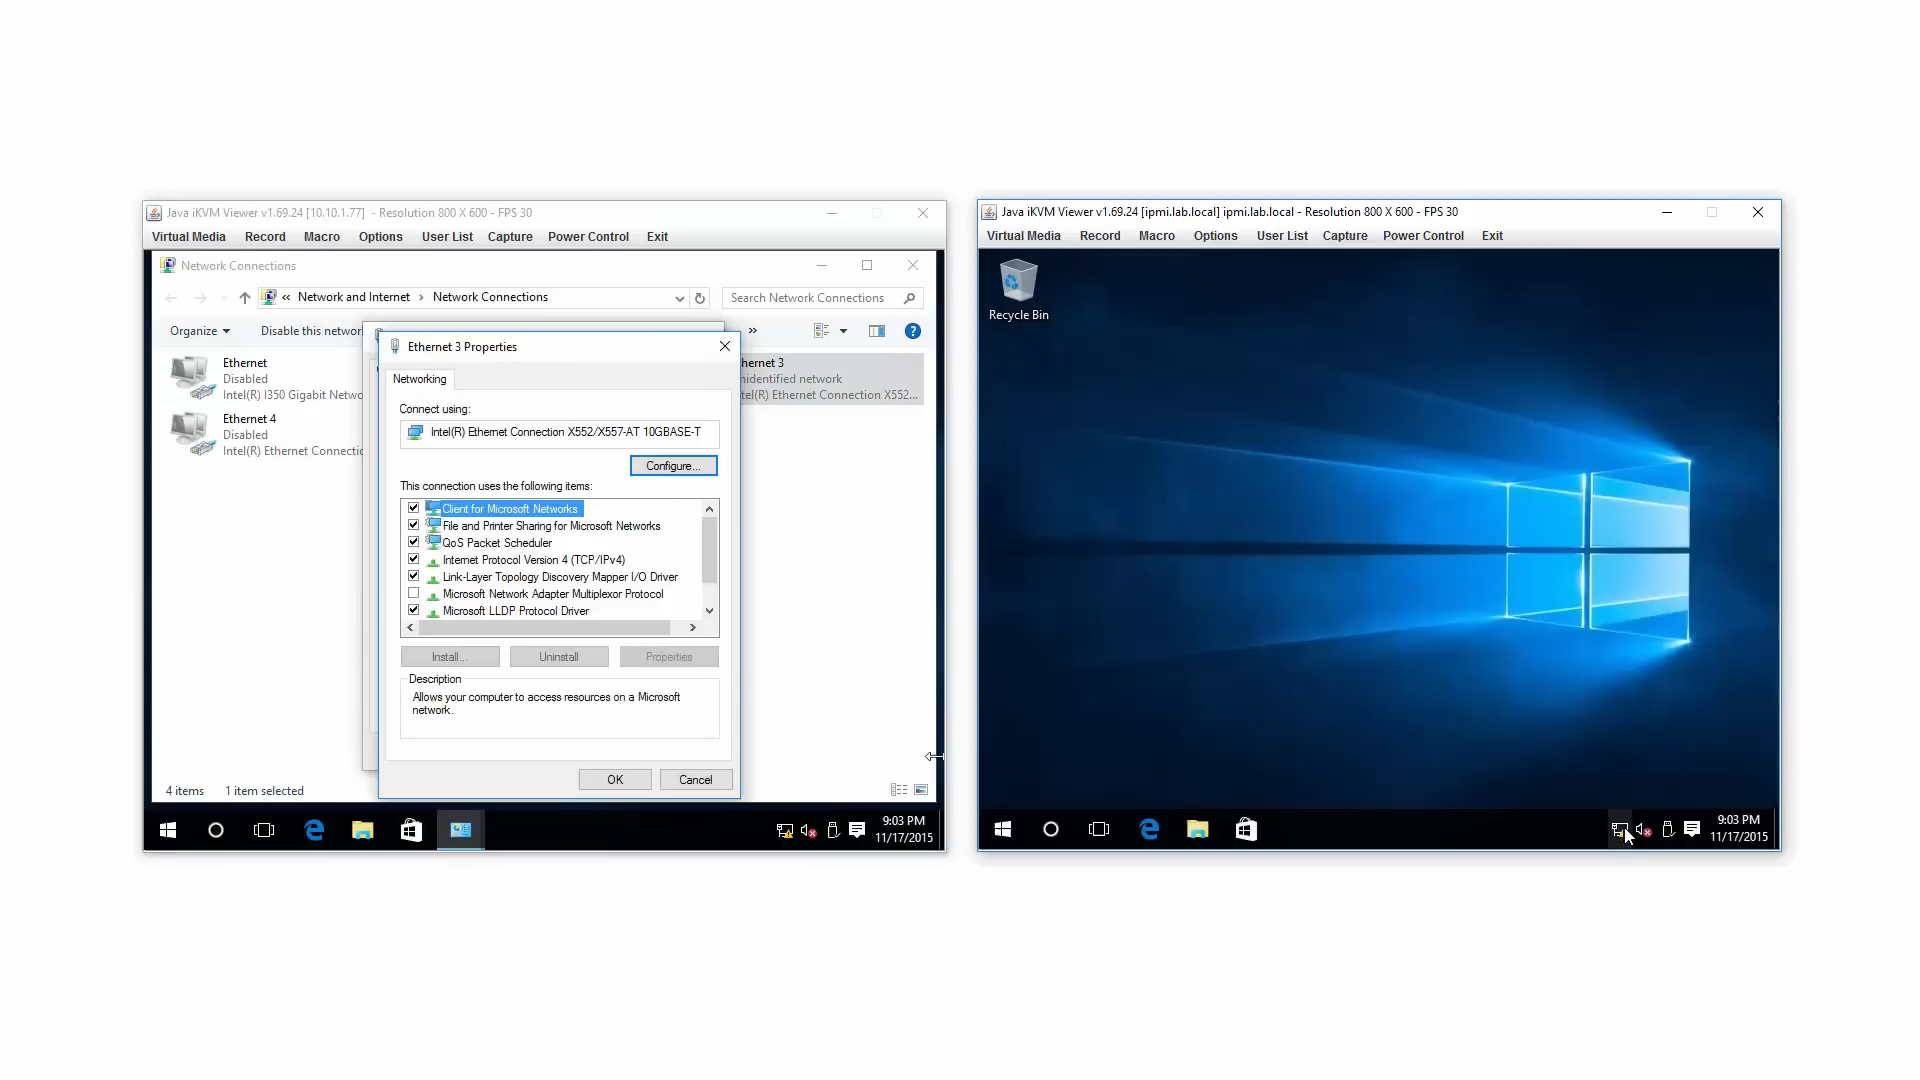 Java iKVM Viewer v1.69.24 [10.10.1.77] - Resolution 800 X 600 - FPS 30
Virtual Media Record Macro Options User List Capture Power Control Exit
Network Connections
« Network and Internet › Network Connections
Search Network Connections
Organize
Disable this networ
»
Ethernet
Disabled
Intel(R) I350 Gigabit Netwo
Ethernet 4
Disabled
Intel(R) Ethernet Connectio
hernet 3
nidentified network
tel(R) Ethernet Connection X552...
Ethernet 3 Properties
Networking
Connect using:
Intel(R) Ethernet Connection X552/X557-AT 10GBASE-T
Configure...
This connection uses the following items:
Client for Microsoft Networks
File and Printer Sharing for Microsoft Networks
QoS Packet Scheduler
Internet Protocol Version 4 (TCP/IPv4)
Link-Layer Topology Discovery Mapper I/O Driver
Microsoft Network Adapter Multiplexor Protocol
Microsoft LLDP Protocol Driver
Install...
Uninstall
Properties
Description
Allows your computer to access resources on a Microsoft
network.
OK
Cancel
4 items 1 item selected
9:03 PM
11/17/2015
Java iKVM Viewer v1.69.24 [ipmi.lab.local] ipmi.lab.local - Resolution 800 X 600 - FPS 30
Virtual Media Record Macro Options User List Capture Power Control Exit
Recycle Bin
9:03 PM
11/17/2015